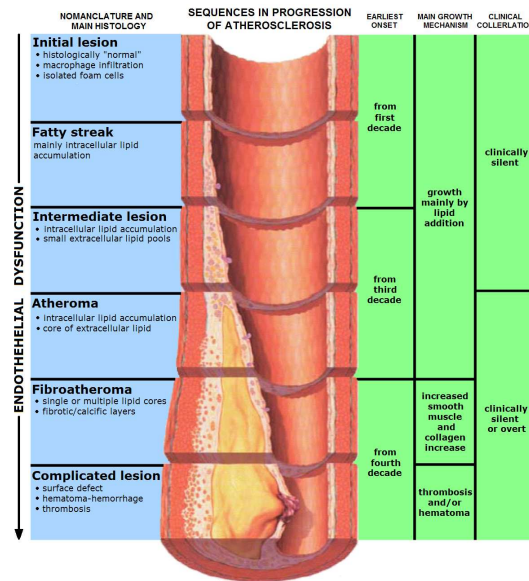 NOMANCLATURE AND
MAIN HISTOLOGY
SEQUENCES IN PROGRESSION
OF ATHEROSCLEROSIS
EARLIEST
ONSET
MAIN GROWTH
MECHANISM
CLINICAL
COLLERLATIO
ENDOTHEHELIAL DYSFUNCTION
Initial lesion
• histologically "normal"
• macrophage infiltration
• isolated foam cells
Fatty streak
mainly intracellular lipid
accumulation
Intermediate lesion
• intracellular lipid accumulation
• small extracellular lipid pools
Atheroma
• intracellular lipid accumulation
• core of extracellular lipid
Fibroatheroma
• single or multiple lipid cores
• fibrotic/calcific layers
Complicated lesion
• surface defect
• hematoma-hemorrhage
• thrombosis
from first
decade
from third
decade
from fourth
decade
growth
mainly by
lipid
addition
increased
smooth
muscle
and
collagen
increase
thrombosis
and/or
hematoma
clinically
silent
clinically
silent
or overt